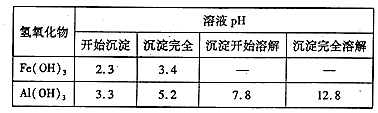 氢氧化物 溶液 pH
开始沉淀 沉淀完全 沉淀开始溶解 沉淀完全溶解
Fe(OH)₃ 2.3 3.4 — —
Al(OH)₃ 3.3 5.2 7.8 12.8